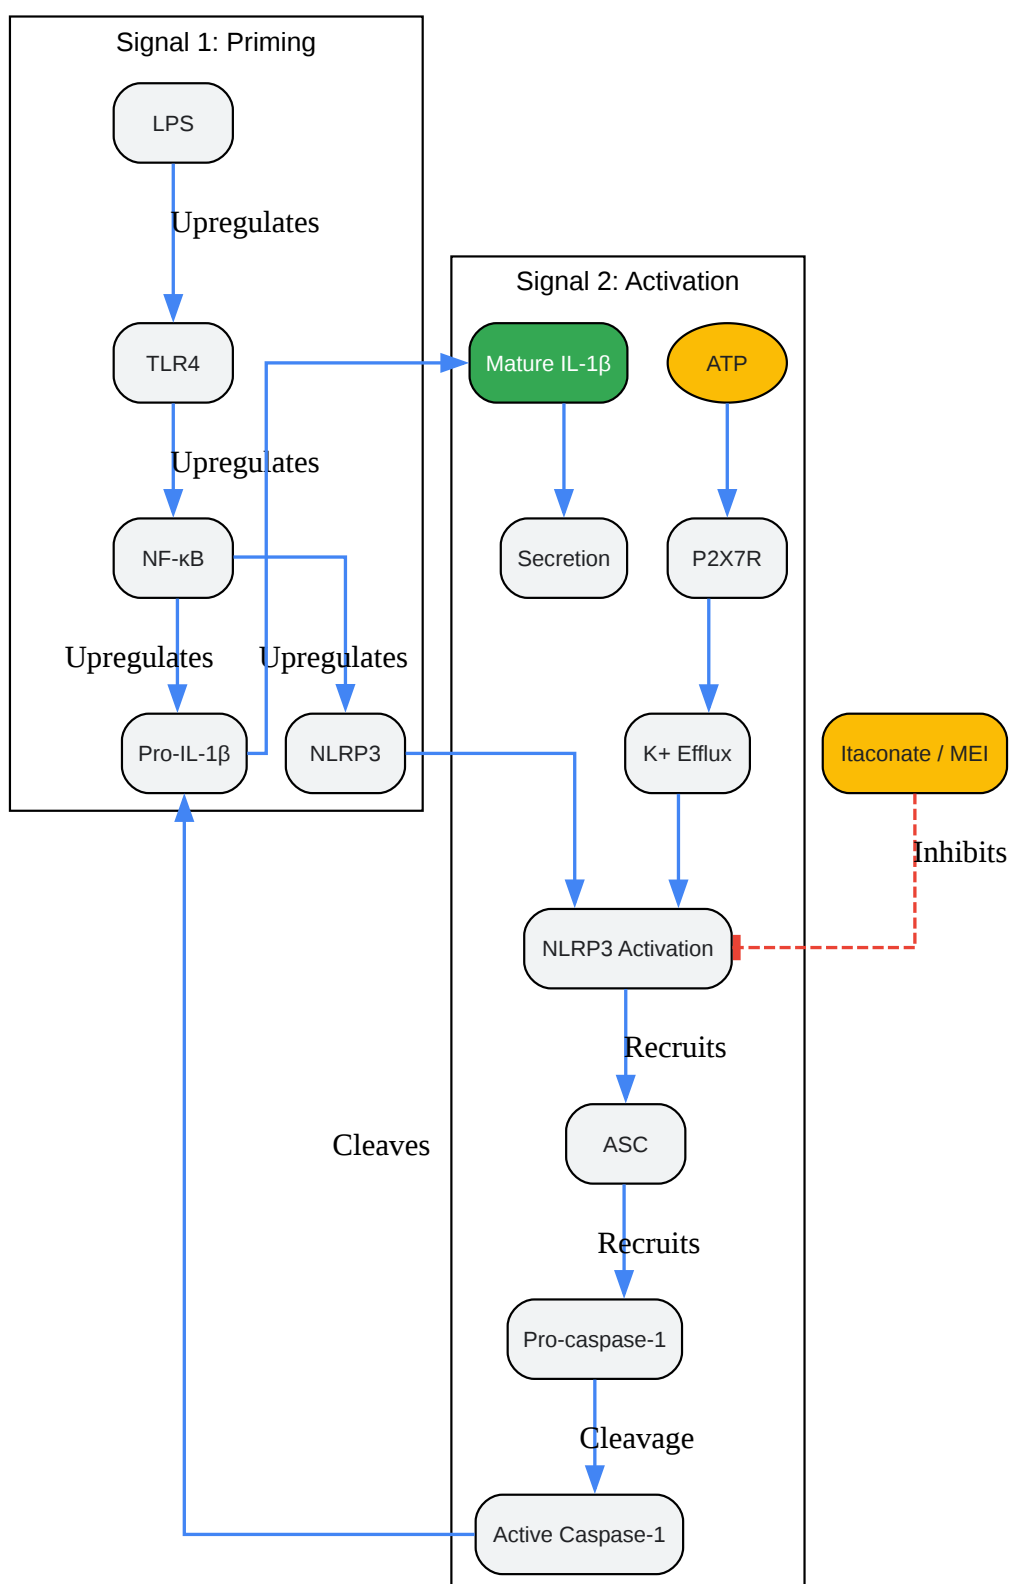 Signal 1: Priming
LPS
Upregulates
TLR4
Upregulates
NF-κB
Upregulates
Upregulates
Pro-IL-1β
NLRP3
Signal 2: Activation
Mature IL-1β
ATP
Secretion
P2X7R
K+ Efflux
Itaconate / MEI
Inhibits
NLRP3 Activation
Recruits
ASC
Cleaves
Recruits
Pro-caspase-1
Cleavage
Active Caspase-1